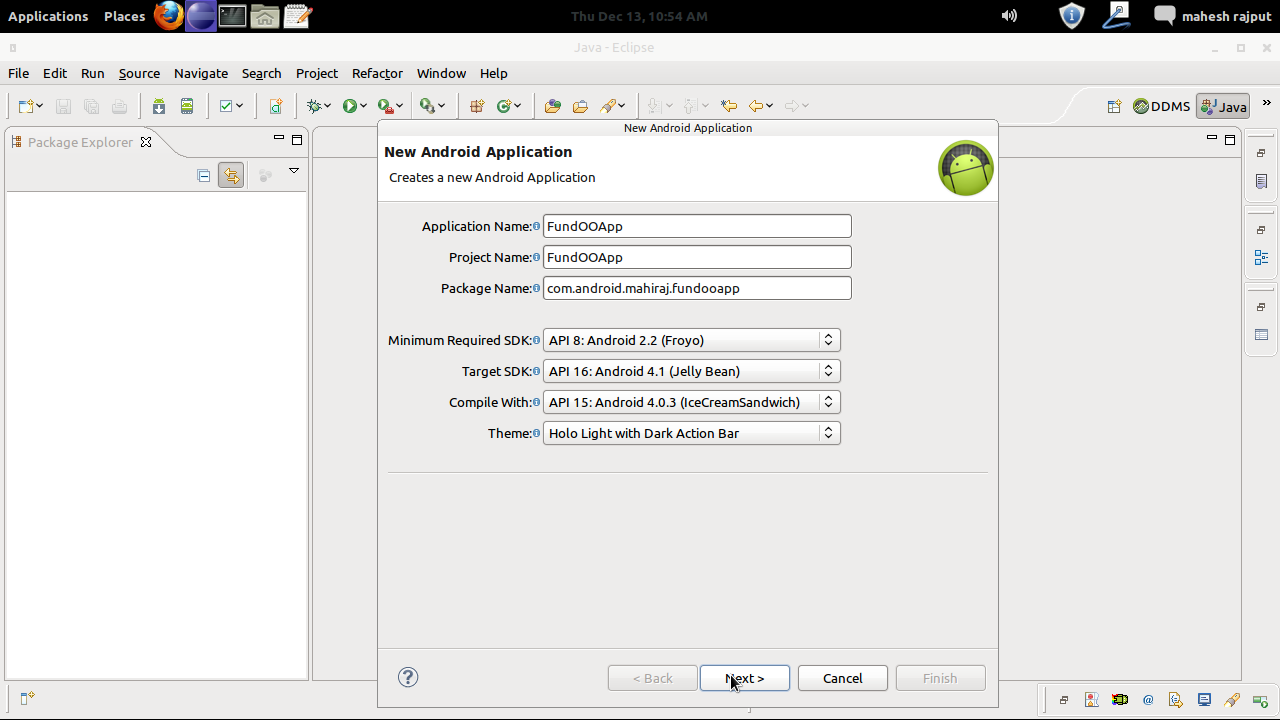 Applications Places Thu Dec 13, 10:54 AM mahesh rajput
Java - Eclipse
File Edit Run Source Navigate Search Project Refactor Window Help
DDMS Java
Package Explorer
New Android Application
New Android Application
Creates a new Android Application
Application Name: FundOOApp
Project Name: FundOOApp
Package Name: com.android.mahiraj.fundooapp
Minimum Required SDK: API 8: Android 2.2 (Froyo)
Target SDK: API 16: Android 4.1 (Jelly Bean)
Compile With: API 15: Android 4.0.3 (IceCreamSandwich)
Theme: Holo Light with Dark Action Bar
< Back Next > Cancel Finish